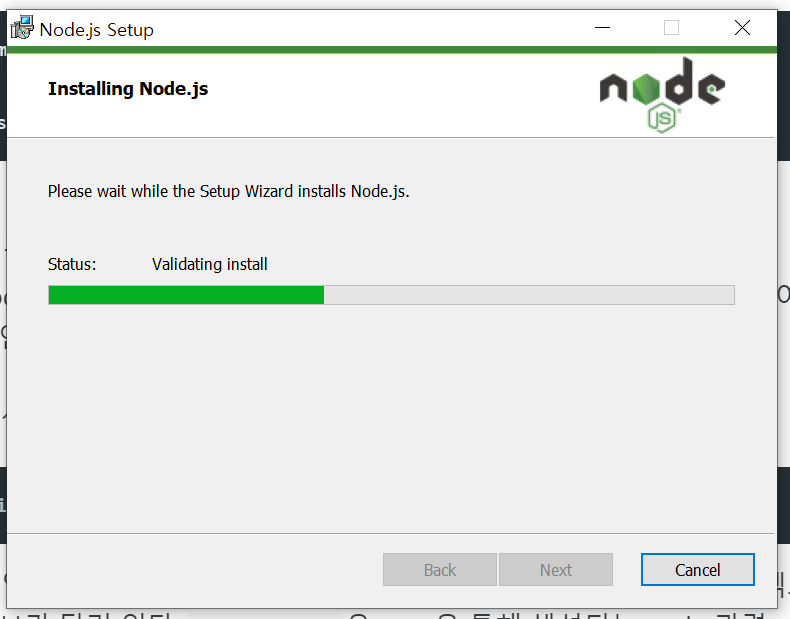 Node.js Setup
Installing Node.js
node
JS
Please wait while the Setup Wizard installs Node.js.
Status: Validating install
Back Next Cancel